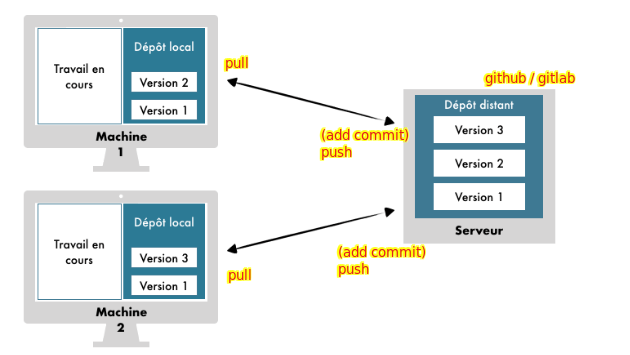 Travail en
cours
Dépôt local
Version 2
Version 1
Machine
1
pull
(add commit)
push
github / gitlab
Dépôt distant
Version 3
Version 2
Version 1
Serveur
Travail en
cours
Dépôt local
Version 3
Version 1
Machine
2
pull
(add commit)
push